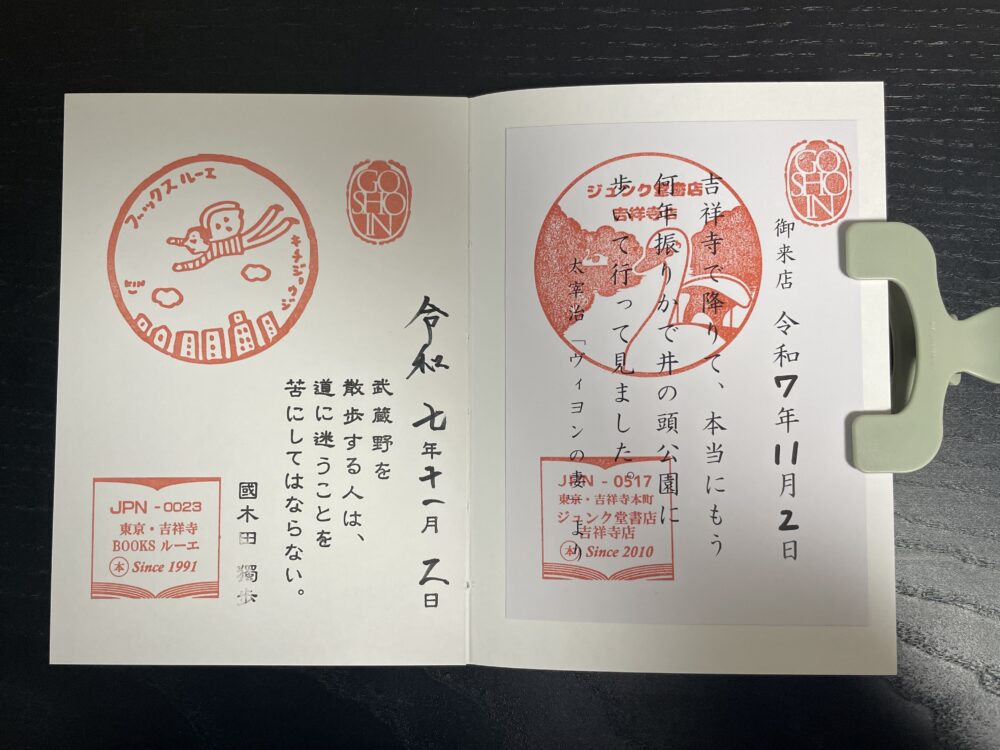 GO
SHO
IN
御来店 令和7年11月2日
吉祥寺で降りて、本当にもう
何年振りかで井の頭公園に
歩いて行って見ました。
太宰治「ヴィヨンの妻」より
ジュンク堂書店
吉祥寺店
JPN - 0517
東京・吉祥寺本町
ジュンク堂書店
吉祥寺店
本 Since 2010
GO
SHO
IN
ブックス ルーエ
キチジョージ
令和 七年十一月 二日
武蔵野を
散歩する人は、
道に迷うことを
苦にしてはならない。
國木田 獨歩
JPN - 0023
東京・吉祥寺
BOOKS ルーエ
本 Since 1991